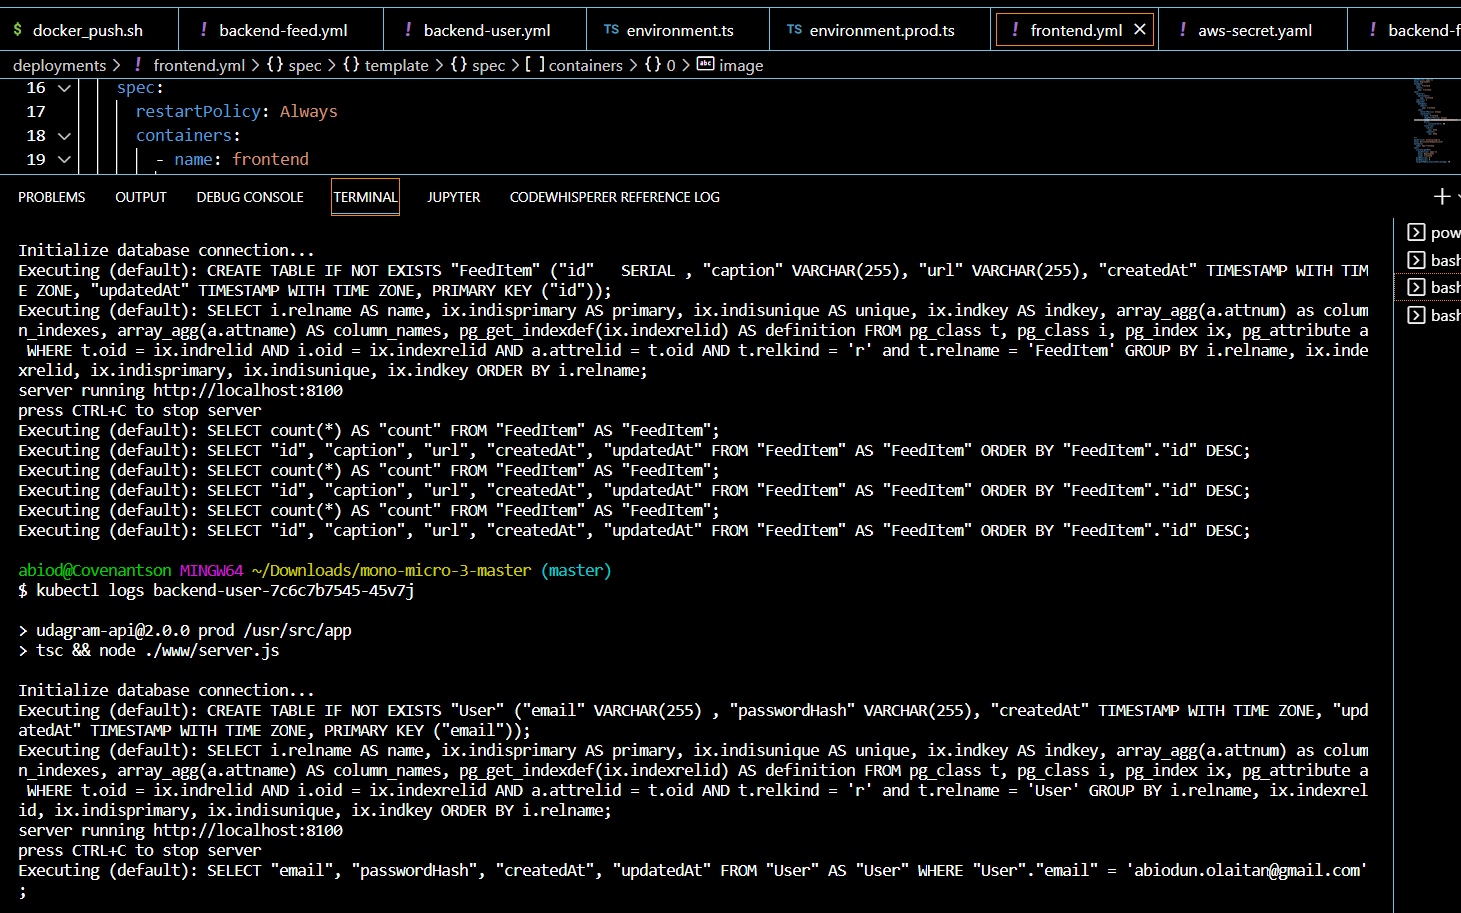 $ docker_push.sh ! backend-feed.yml ! backend-user.yml TS environment.ts TS environment.prod.ts ! frontend.yml × ! aws-secret.yaml ! backend-f
deployments > ! frontend.yml > {} spec > {} template > {} spec > [ ] containers > {} 0 > abc image
16 spec:
17 restartPolicy: Always
18 containers:
19 - name: frontend
PROBLEMS OUTPUT DEBUG CONSOLE TERMINAL JUPYTER CODEWHISPERER REFERENCE LOG
pow
bash
bash
bash
Initialize database connection...
Executing (default): CREATE TABLE IF NOT EXISTS "FeedItem" ("id"   SERIAL , "caption" VARCHAR(255), "url" VARCHAR(255), "createdAt" TIMESTAMP WITH TIM
E ZONE, "updatedAt" TIMESTAMP WITH TIME ZONE, PRIMARY KEY ("id"));
Executing (default): SELECT i.relname AS name, ix.indisprimary AS primary, ix.indisunique AS unique, ix.indkey AS indkey, array_agg(a.attnum) as colum
n_indexes, array_agg(a.attname) AS column_names, pg_get_indexdef(ix.indexrelid) AS definition FROM pg_class t, pg_class i, pg_index ix, pg_attribute a
WHERE t.oid = ix.indrelid AND i.oid = ix.indexrelid AND a.attrelid = t.oid AND t.relkind = 'r' and t.relname = 'FeedItem' GROUP BY i.relname, ix.inde
xrelid, ix.indisprimary, ix.indisunique, ix.indkey ORDER BY i.relname;
server running http://localhost:8100
press CTRL+C to stop server
Executing (default): SELECT count(*) AS "count" FROM "FeedItem" AS "FeedItem";
Executing (default): SELECT "id", "caption", "url", "createdAt", "updatedAt" FROM "FeedItem" AS "FeedItem" ORDER BY "FeedItem"."id" DESC;
Executing (default): SELECT count(*) AS "count" FROM "FeedItem" AS "FeedItem";
Executing (default): SELECT "id", "caption", "url", "createdAt", "updatedAt" FROM "FeedItem" AS "FeedItem" ORDER BY "FeedItem"."id" DESC;
Executing (default): SELECT count(*) AS "count" FROM "FeedItem" AS "FeedItem";
Executing (default): SELECT "id", "caption", "url", "createdAt", "updatedAt" FROM "FeedItem" AS "FeedItem" ORDER BY "FeedItem"."id" DESC;
abiod@Covenantson MINGW64 ~/Downloads/mono-micro-3-master (master)
$ kubectl logs backend-user-7c6c7b7545-45v7j
> udagram-api@2.0.0 prod /usr/src/app
> tsc && node ./www/server.js
Initialize database connection...
Executing (default): CREATE TABLE IF NOT EXISTS "User" ("email" VARCHAR(255) , "passwordHash" VARCHAR(255), "createdAt" TIMESTAMP WITH TIME ZONE, "upd
atedAt" TIMESTAMP WITH TIME ZONE, PRIMARY KEY ("email"));
Executing (default): SELECT i.relname AS name, ix.indisprimary AS primary, ix.indisunique AS unique, ix.indkey AS indkey, array_agg(a.attnum) as colum
n_indexes, array_agg(a.attname) AS column_names, pg_get_indexdef(ix.indexrelid) AS definition FROM pg_class t, pg_class i, pg_index ix, pg_attribute a
WHERE t.oid = ix.indrelid AND i.oid = ix.indexrelid AND a.attrelid = t.oid AND t.relkind = 'r' and t.relname = 'User' GROUP BY i.relname, ix.indexrel
id, ix.indisprimary, ix.indisunique, ix.indkey ORDER BY i.relname;
server running http://localhost:8100
press CTRL+C to stop server
Executing (default): SELECT "email", "passwordHash", "createdAt", "updatedAt" FROM "User" AS "User" WHERE "User"."email" = 'abiodun.olaitan@gmail.com'
;